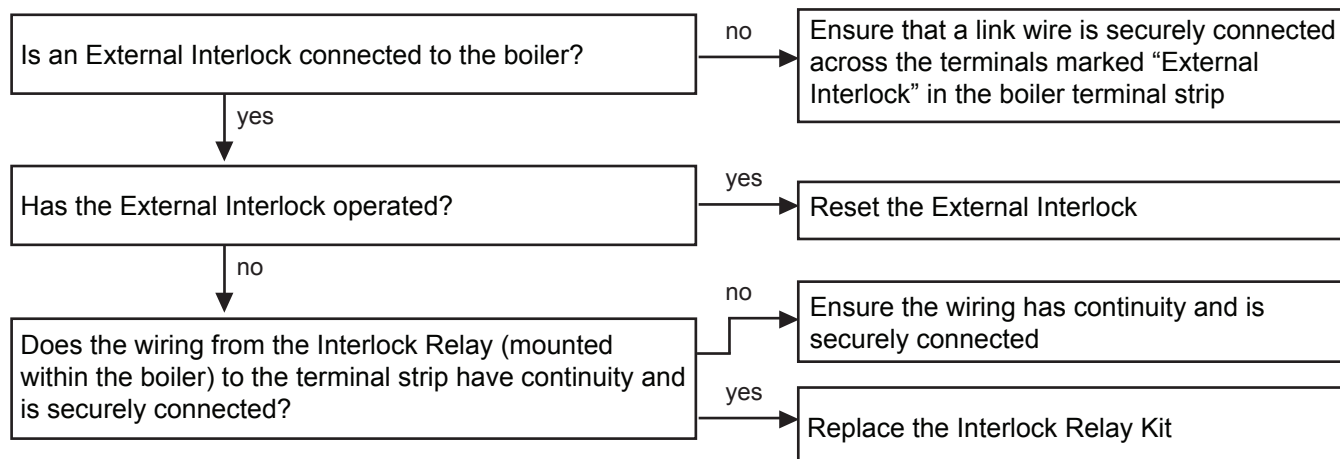 Is an External Interlock connected to the boiler?
no
Ensure that a link wire is securely connected
across the terminals marked “External
Interlock” in the boiler terminal strip
yes
Has the External Interlock operated?
yes
Reset the External Interlock
no
Does the wiring from the Interlock Relay (mounted
within the boiler) to the terminal strip have continuity and
is securely connected?
no
Ensure the wiring has continuity and is
securely connected
yes
Replace the Interlock Relay Kit